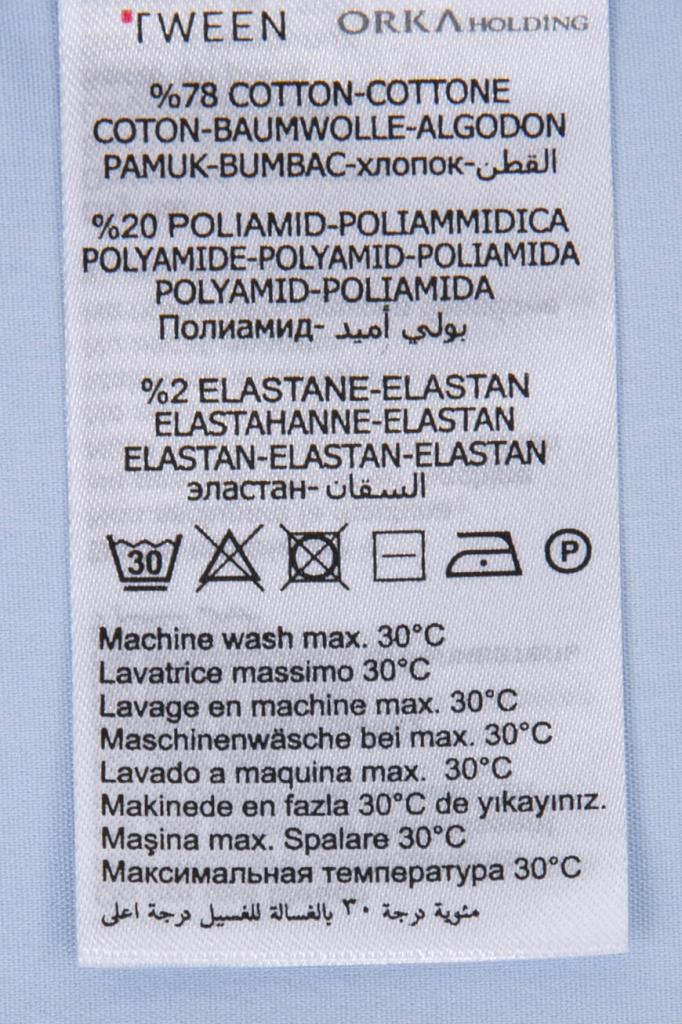 TWEEN ORKA HOLDING
%78 COTTON-COTTONE
COTON-BAUMWOLLE-ALGODON
PAMUK-BUMBAC-хлопок-القطن
%20 POLIAMID-POLIAMMIDICA
POLYAMIDE-POLYAMID-POLIAMIDA
POLYAMID-POLIAMIDA
Полиамид- بولي أميد
%2 ELASTANE-ELASTAN
ELASTAHANNE-ELASTAN
ELASTAN-ELASTAN-ELASTAN
эластан- السقان
30 P
Machine wash max. 30°C
Lavatrice massimo 30°C
Lavage en machine max. 30°C
Maschinenwäsche bei max. 30°C
Lavado a maquina max. 30°C
Makinede en fazla 30°C de yıkayınız.
Maşina max. Spalare 30°C
Максимальная температура 30°C
مئوية درجة ٣٠ بالغسالة للغسيل درجة اعلى